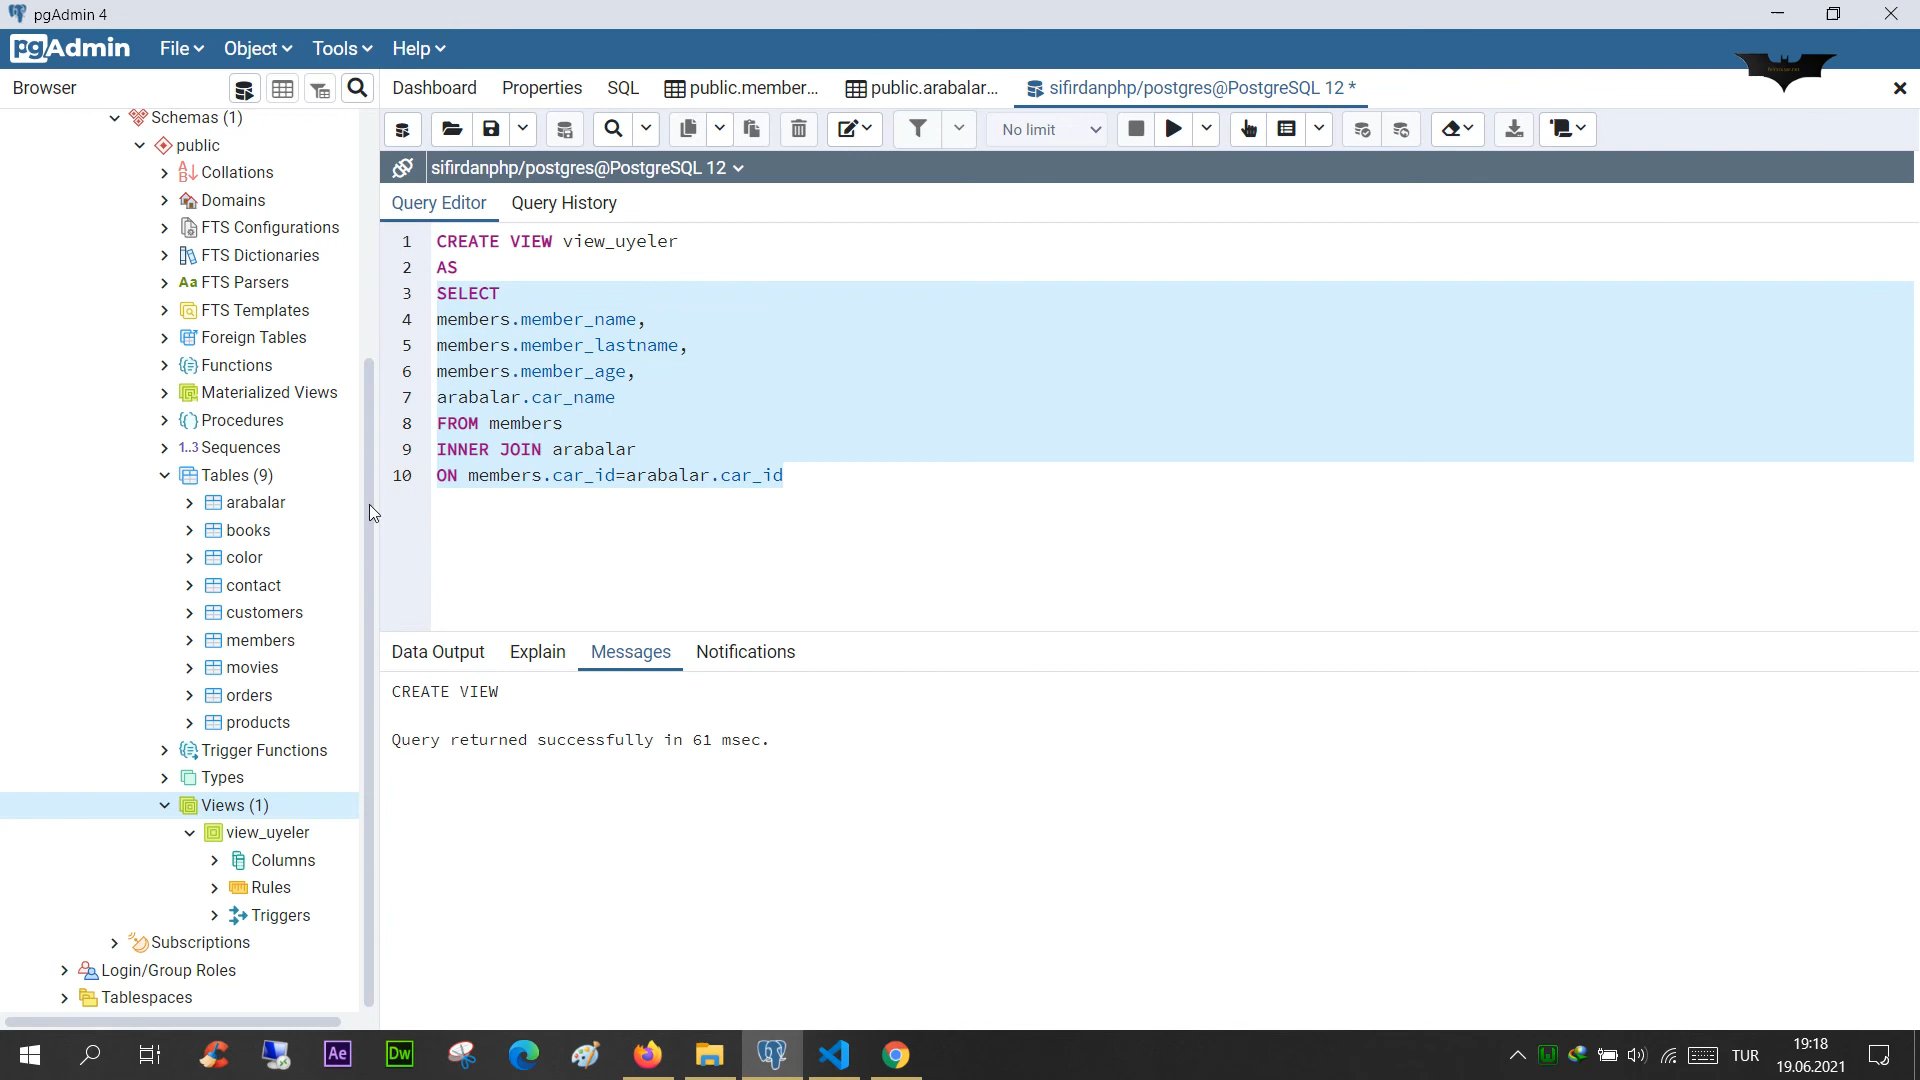 pgAdmin 4
pgAdmin File Object Tools Help
Browser
Dashboard Properties SQL public.member... public.arabalar... sifirdanphp/postgres@PostgreSQL 12 *
No limit
sifirdanphp/postgres@PostgreSQL 12
Query Editor Query History
Schemas (1)
public
Collations
Domains
FTS Configurations
FTS Dictionaries
Aa FTS Parsers
FTS Templates
Foreign Tables
Functions
Materialized Views
Procedures
1..3 Sequences
Tables (9)
arabalar
books
color
contact
customers
members
movies
orders
products
Trigger Functions
Types
Views (1)
view_uyeler
Columns
Rules
Triggers
Subscriptions
Login/Group Roles
Tablespaces
1 CREATE VIEW view_uyeler
2 AS
3 SELECT
4 members.member_name,
5 members.member_lastname,
6 members.member_age,
7 arabalar.car_name
8 FROM members
9 INNER JOIN arabalar
10 ON members.car_id=arabalar.car_id
Data Output Explain Messages Notifications
CREATE VIEW
Query returned successfully in 61 msec.
Ae Dw
TUR
19:18
19.06.2021